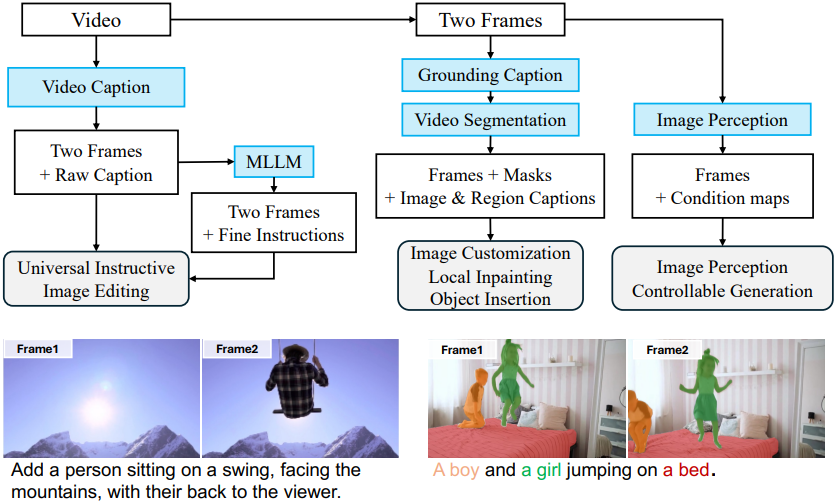 Video
Two Frames
Video Caption
Grounding Caption
Video Segmentation
Image Perception
Two Frames
+ Raw Caption
MLLM
Frames + Masks
+ Image & Region Captions
Frames
+ Condition maps
Two Frames
+ Fine Instructions
Universal Instructive
Image Editing
Image Customization
Local Inpainting
Object Insertion
Image Perception
Controllable Generation
Frame1
Frame2
Frame1
Frame2
Add a person sitting on a swing, facing the
mountains, with their back to the viewer.
A boy and a girl jumping on a bed.